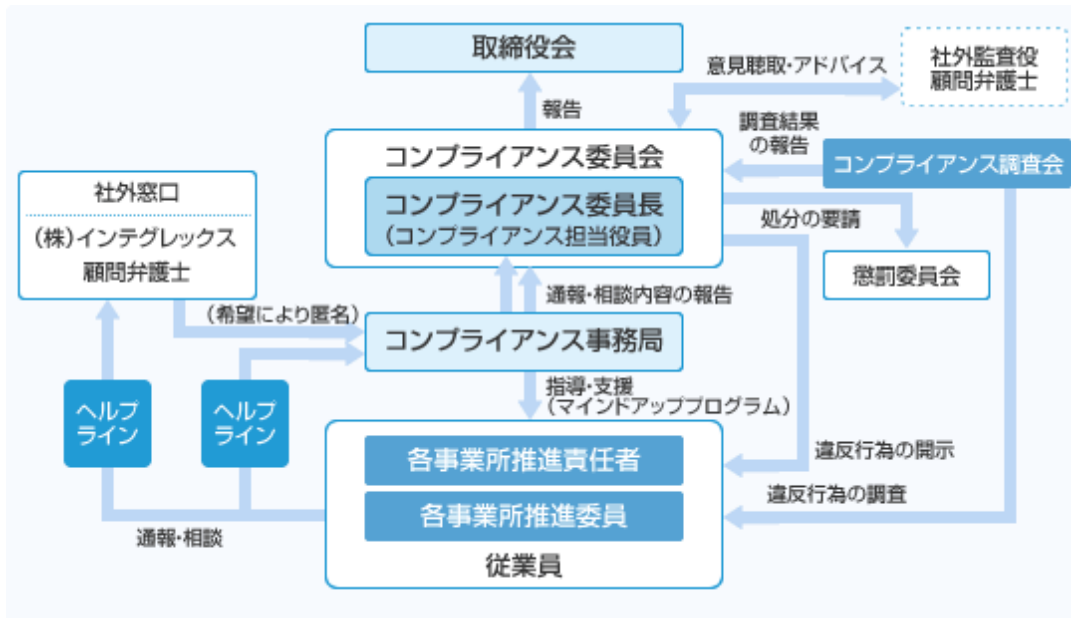 取締役会
意見聴取・アドバイス
社外監査役
顧問弁護士
報告
調査結果
の報告
コンプライアンス委員会
コンプライアンス調査会
コンプライアンス委員長
(コンプライアンス担当役員)
処分の要請
懲罰委員会
社外窓口
(株)インテグレックス
顧問弁護士
通報・相談内容の報告
(希望により匿名)
コンプライアンス事務局
指導・支援
(マインドアッププログラム)
ヘルプ
ライン
ヘルプ
ライン
各事業所推進責任者
違反行為の開示
各事業所推進委員
違反行為の調査
通報・相談
従業員